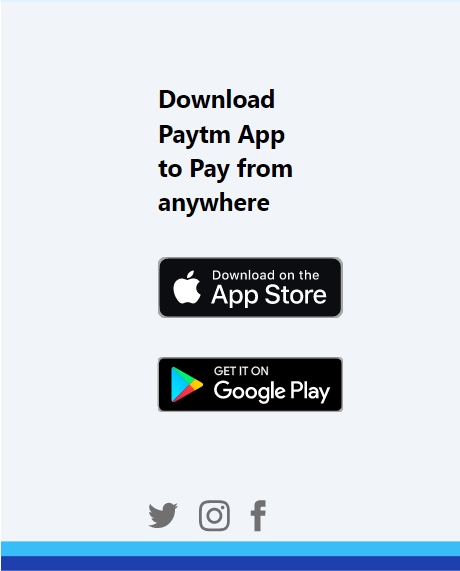 Download
Paytm App
to Pay from
anywhere
Download on the
App Store
GET IT ON
Google Play